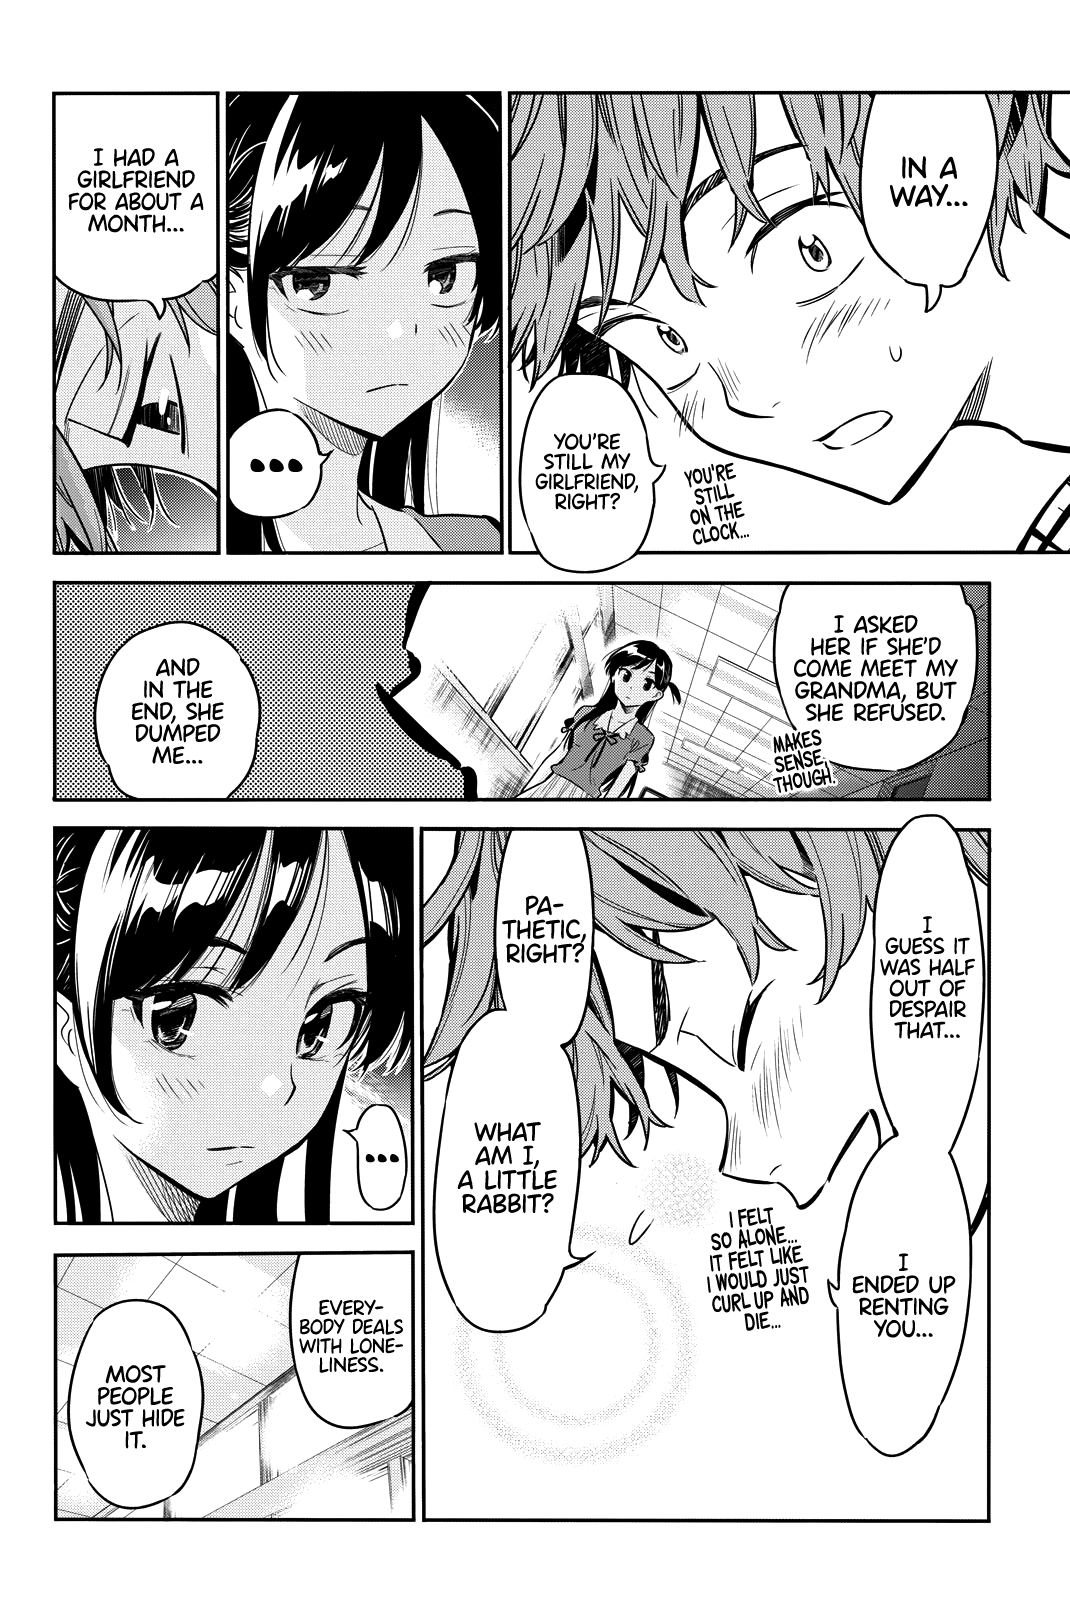 IN A
WAY...
YOU'RE
STILL MY
GIRLFRIEND,
RIGHT?
YOU'RE
STILL
ON THE
CLOCK...
...
I HAD A
GIRLFRIEND
FOR ABOUT A
MONTH...
I ASKED
HER IF SHE'D
COME MEET MY
GRANDMA, BUT
SHE REFUSED.
MAKES
SENSE,
THOUGH.
AND
IN THE
END, SHE
DUMPED
ME...
I
GUESS IT
WAS HALF
OUT OF
DESPAIR
THAT...
I
ENDED UP
RENTING
YOU...
I FELT
SO ALONE...
IT FELT LIKE
I WOULD JUST
CURL UP AND
DIE...
PA-
THETIC,
RIGHT?
WHAT
AM I,
A LITTLE
RABBIT?
...
EVERY-
BODY DEALS
WITH LONE-
LINESS.
MOST
PEOPLE
JUST HIDE
IT.